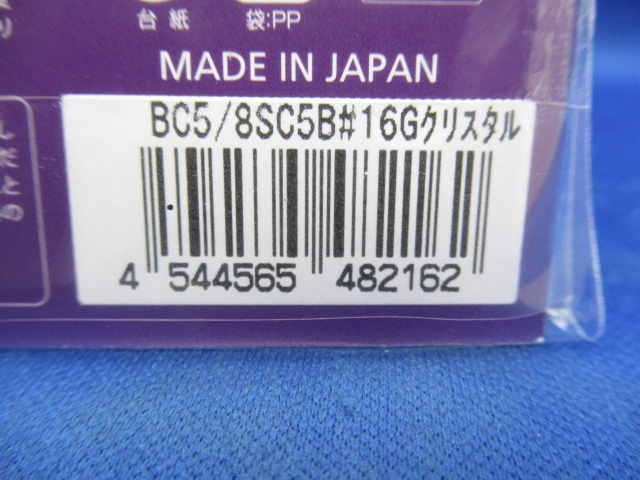 り
台紙 袋:PP
MADE IN JAPAN
BC5/8SC5B#16Gクリスタル
4 544565 482162